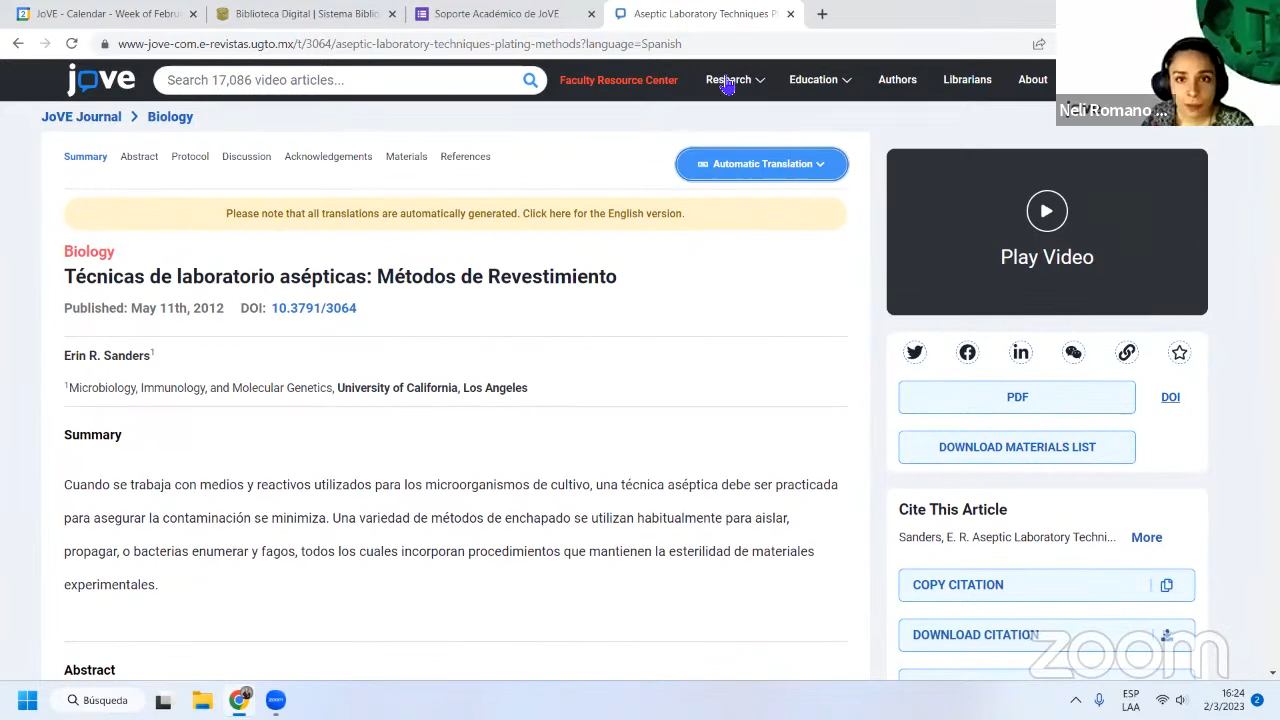 JoVE - Calendar - Week of Febru
Biblioteca Digital | Sistema Biblio
Soporte Académico de JoVE
Aseptic Laboratory Techniques Pl
www-jove-com.e-revistas.ugto.mx/t/3064/aseptic-laboratory-techniques-plating-methods?language=Spanish
jove
Search 17,086 video articles...
Faculty Resource Center
Research
Education
Authors
Librarians
About
Neli Romano ...
JoVE Journal
Biology
Summary
Abstract
Protocol
Discussion
Acknowledgements
Materials
References
Automatic Translation
Please note that all translations are automatically generated. Click here for the English version.
Biology
Técnicas de laboratorio asépticas: Métodos de Revestimiento
Published: May 11th, 2012 DOI: 10.3791/3064
Erin R. Sanders1
1Microbiology, Immunology, and Molecular Genetics, University of California, Los Angeles
Summary
Cuando se trabaja con medios y reactivos utilizados para los microorganismos de cultivo, una técnica aséptica debe ser practicada
para asegurar la contaminación se minimiza. Una variedad de métodos de enchapado se utilizan habitualmente para aislar,
propagar, o bacterias enumerar y fagos, todos los cuales incorporan procedimientos que mantienen la esterilidad de materiales
experimentales.
Abstract
Play Video
PDF
DOI
DOWNLOAD MATERIALS LIST
Cite This Article
Sanders, E. R. Aseptic Laboratory Techni...
More
COPY CITATION
DOWNLOAD CITATION
zoom
Búsqueda
zoom
ESP
LAA
16:24
2/3/2023
2